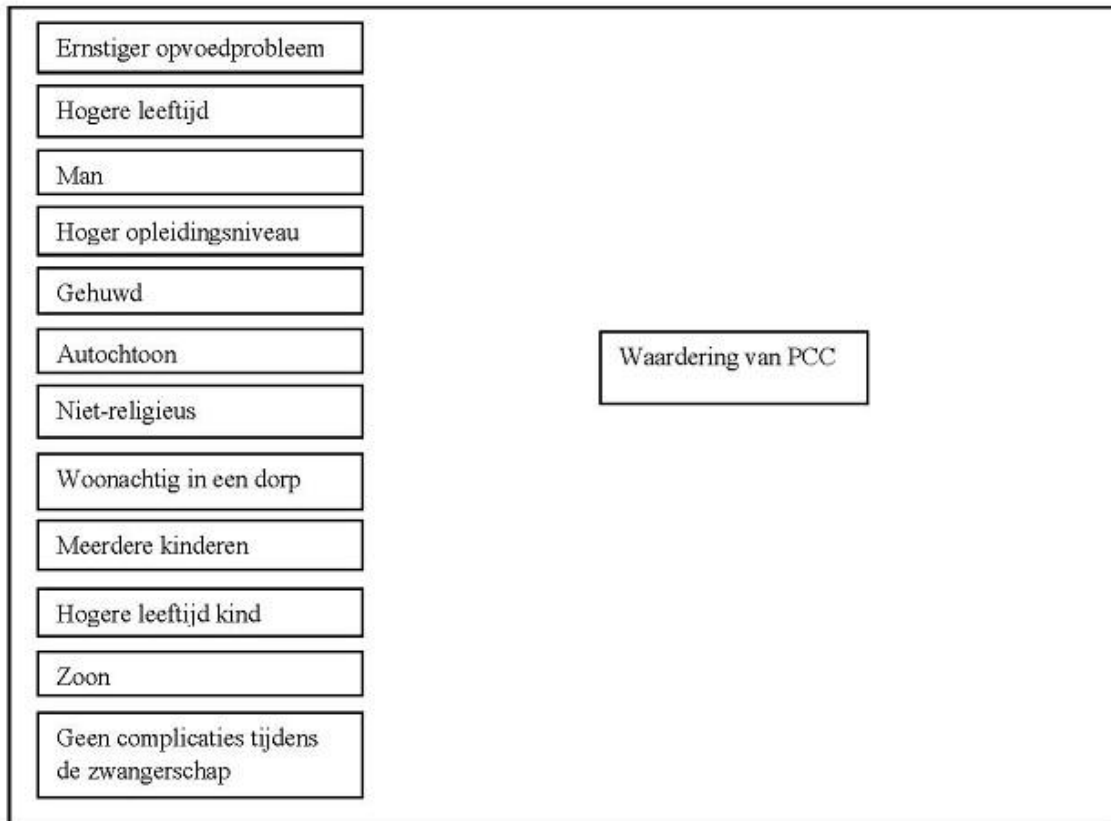 Ernstiger opvoedprobleem
Hogere leeftijd
Man
Hoger opleidingsniveau
Gehuwd
Autochtoon
Niet-religieus
Woonachtig in een dorp
Meerdere kinderen
Hogere leeftijd kind
Zoon
Geen complicaties tijdens
de zwangerschap
Waardering van PCC